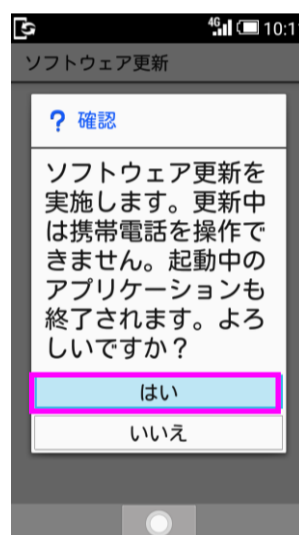 4G 10:1
ソフトウェア更新
? 確認
ソフトウェア更新を
実施します。更新中
は携帯電話を操作で
きません。起動中の
アプリケーションも
終了されます。よろ
しいですか？
はい
いいえ